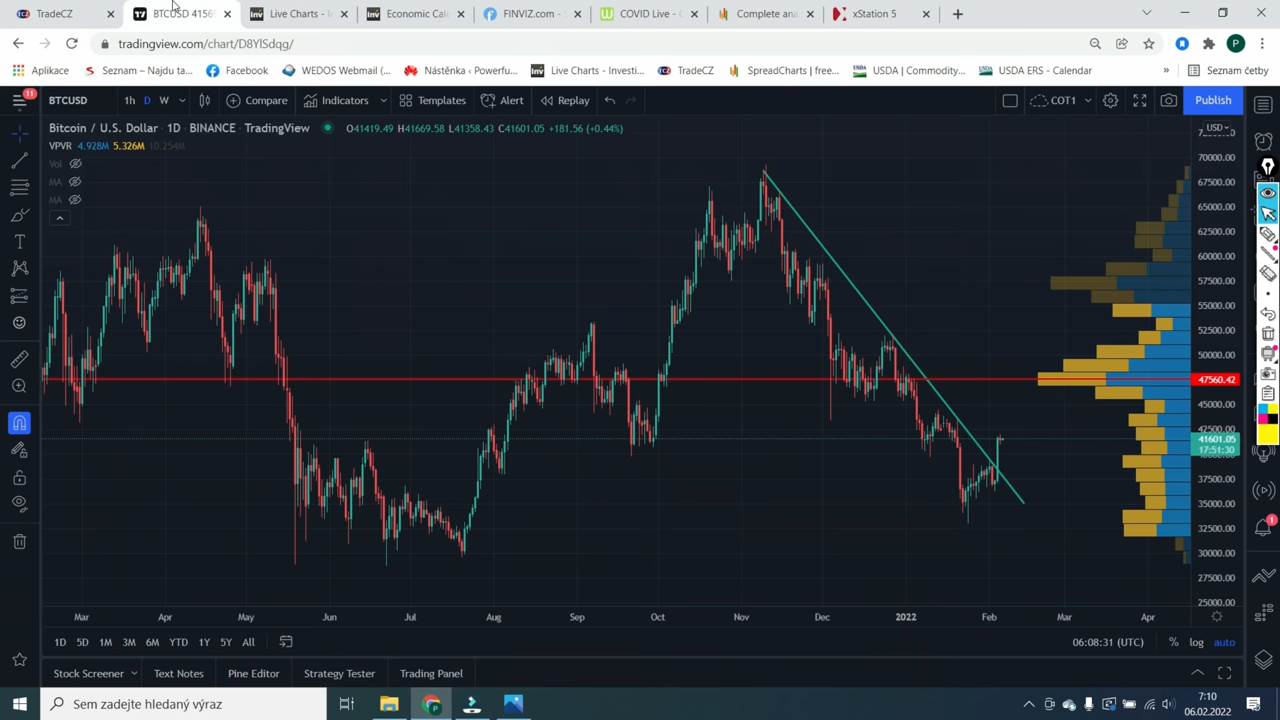 TradeCZ
BTCUSD 4156
Live Charts - I
Economic Cale
FINVIZ.com - S
COVID Live - C
Complete ana
xStation 5
tradingview.com/chart/D8YlSdqg/
P
Aplikace
Seznam – Najdu ta...
Facebook
WEDOS Webmail (...
Nástěnka ‹ Powerfu...
Live Charts - Investi...
TradeCZ
SpreadCharts | free...
USDA | Commodity...
USDA ERS - Calendar
»
Seznam četby
11
BTCUSD
1h
D
W
Compare
Indicators
Templates
Alert
Replay
COT1
Publish
Bitcoin / U.S. Dollar · 1D · BINANCE · TradingView
O41419.49 H41669.58 L41358.43 C41601.05 +181.56 (+0.44%)
VPVR 4.928M 5.326M 10.254M
Vol
MA
MA
USD
70000.00
67500.00
65000.00
62500.00
60000.00
57500.00
55000.00
52500.00
50000.00
47560.42
45000.00
41601.05
17:51:30
37500.00
35000.00
32500.00
30000.00
27500.00
25000.00
Mar
Apr
May
Jun
Jul
Aug
Sep
Oct
Nov
Dec
2022
Feb
Mar
Apr
1D
5D
1M
3M
6M
YTD
1Y
5Y
All
06:08:31 (UTC)
%
log
auto
Stock Screener
Text Notes
Pine Editor
Strategy Tester
Trading Panel
1
Sem zadejte hledaný výraz
7:10
06.02.2022